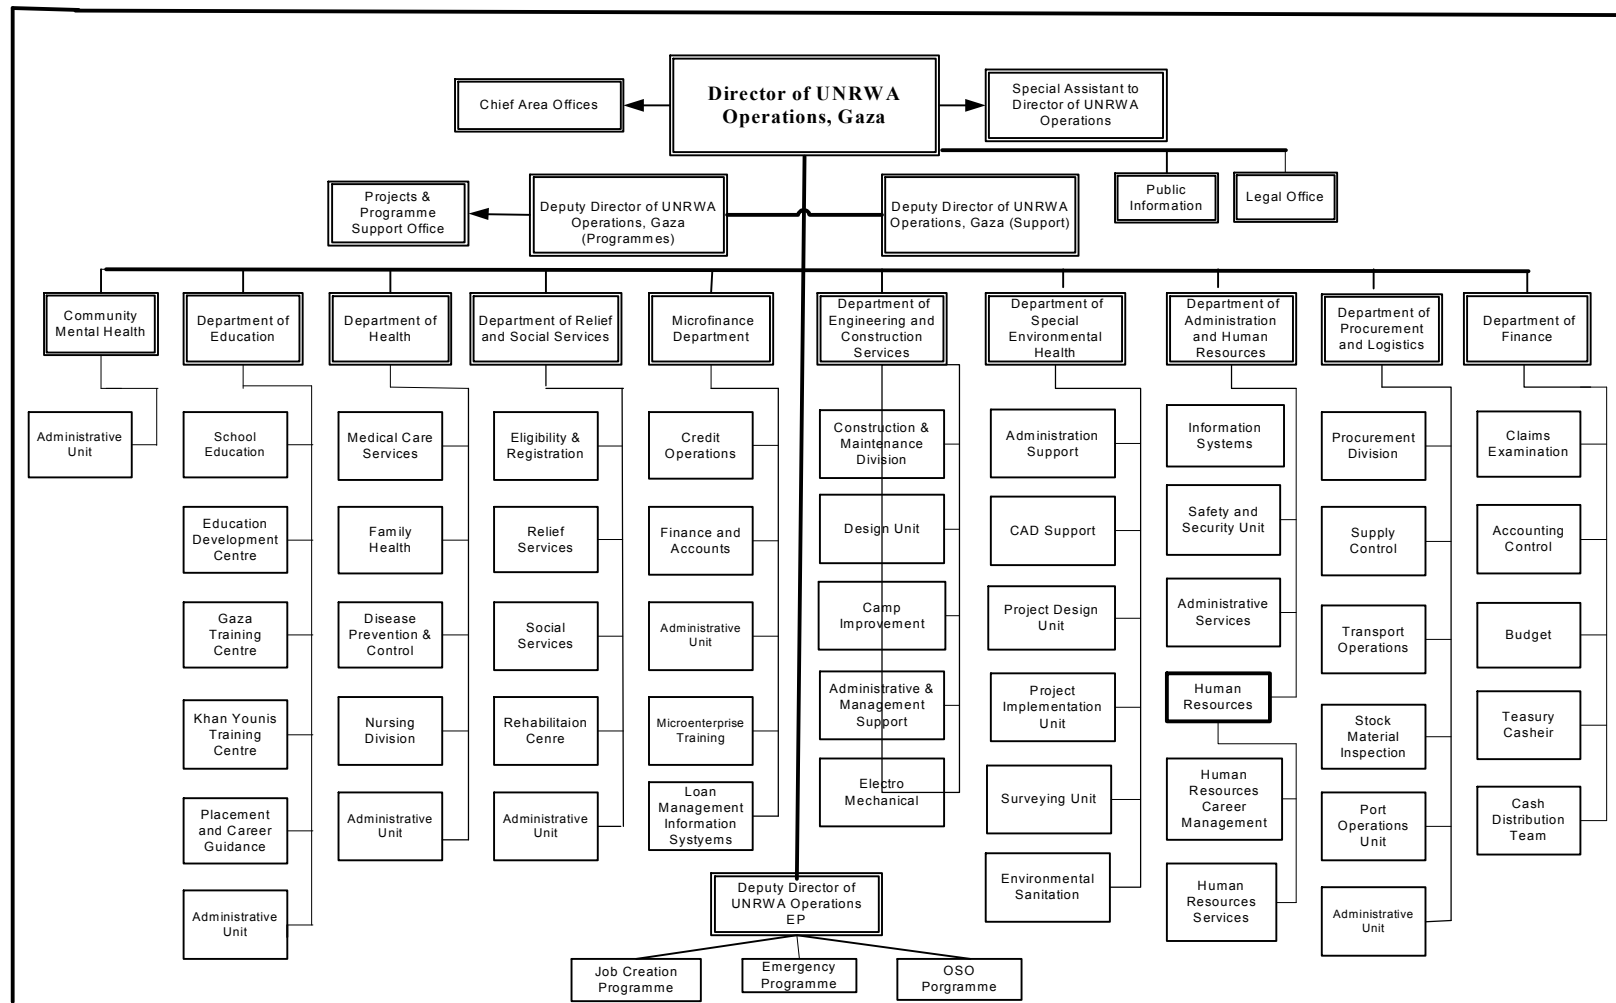 Director of UNRWA
Operations, Gaza
Chief Area Offices
Special Assistant to
Director of UNRWA
Operations
Public
Information
Legal Office
Projects &
Programme
Support Office
Deputy Director of UNRWA
Operations, Gaza
(Programmes)
Deputy Director of UNRWA
Operations, Gaza (Support)
Community
Mental Health
Department of
Education
Department of
Health
Department of Relief
and Social Services
Microfinance
Department
Department of
Engineering and
Construction
Services
Department of
Special
Environmental
Health
Department of
Administration
and Human
Resources
Department of
Procurement
and Logistics
Department of
Finance
Administrative
Unit
School
Education
Education
Development
Centre
Gaza
Training
Centre
Khan Younis
Training
Centre
Placement
and Career
Guidance
Administrative
Unit
Medical Care
Services
Family
Health
Disease
Prevention &
Control
Nursing
Division
Administrative
Unit
Eligibility &
Registration
Relief
Services
Social
Services
Rehabilitaion
Cenre
Administrative
Unit
Credit
Operations
Finance and
Accounts
Administrative
Unit
Microenterprise
Training
Loan
Management
Information
Systyems
Construction &
Maintenance
Division
Design Unit
Camp
Improvement
Administrative &
Management
Support
Electro
Mechanical
Administration
Support
CAD Support
Project Design
Unit
Project
Implementation
Unit
Surveying Unit
Environmental
Sanitation
Information
Systems
Safety and
Security Unit
Administrative
Services
Human
Resources
Human
Resources
Career
Management
Human
Resources
Services
Procurement
Division
Supply
Control
Transport
Operations
Stock
Material
Inspection
Port
Operations
Unit
Administrative
Unit
Claims
Examination
Accounting
Control
Budget
Teasury
Casheir
Cash
Distribution
Team
Deputy Director of
UNRWA Operations
EP
Job Creation
Programme
Emergency
Programme
OSO
Porgramme